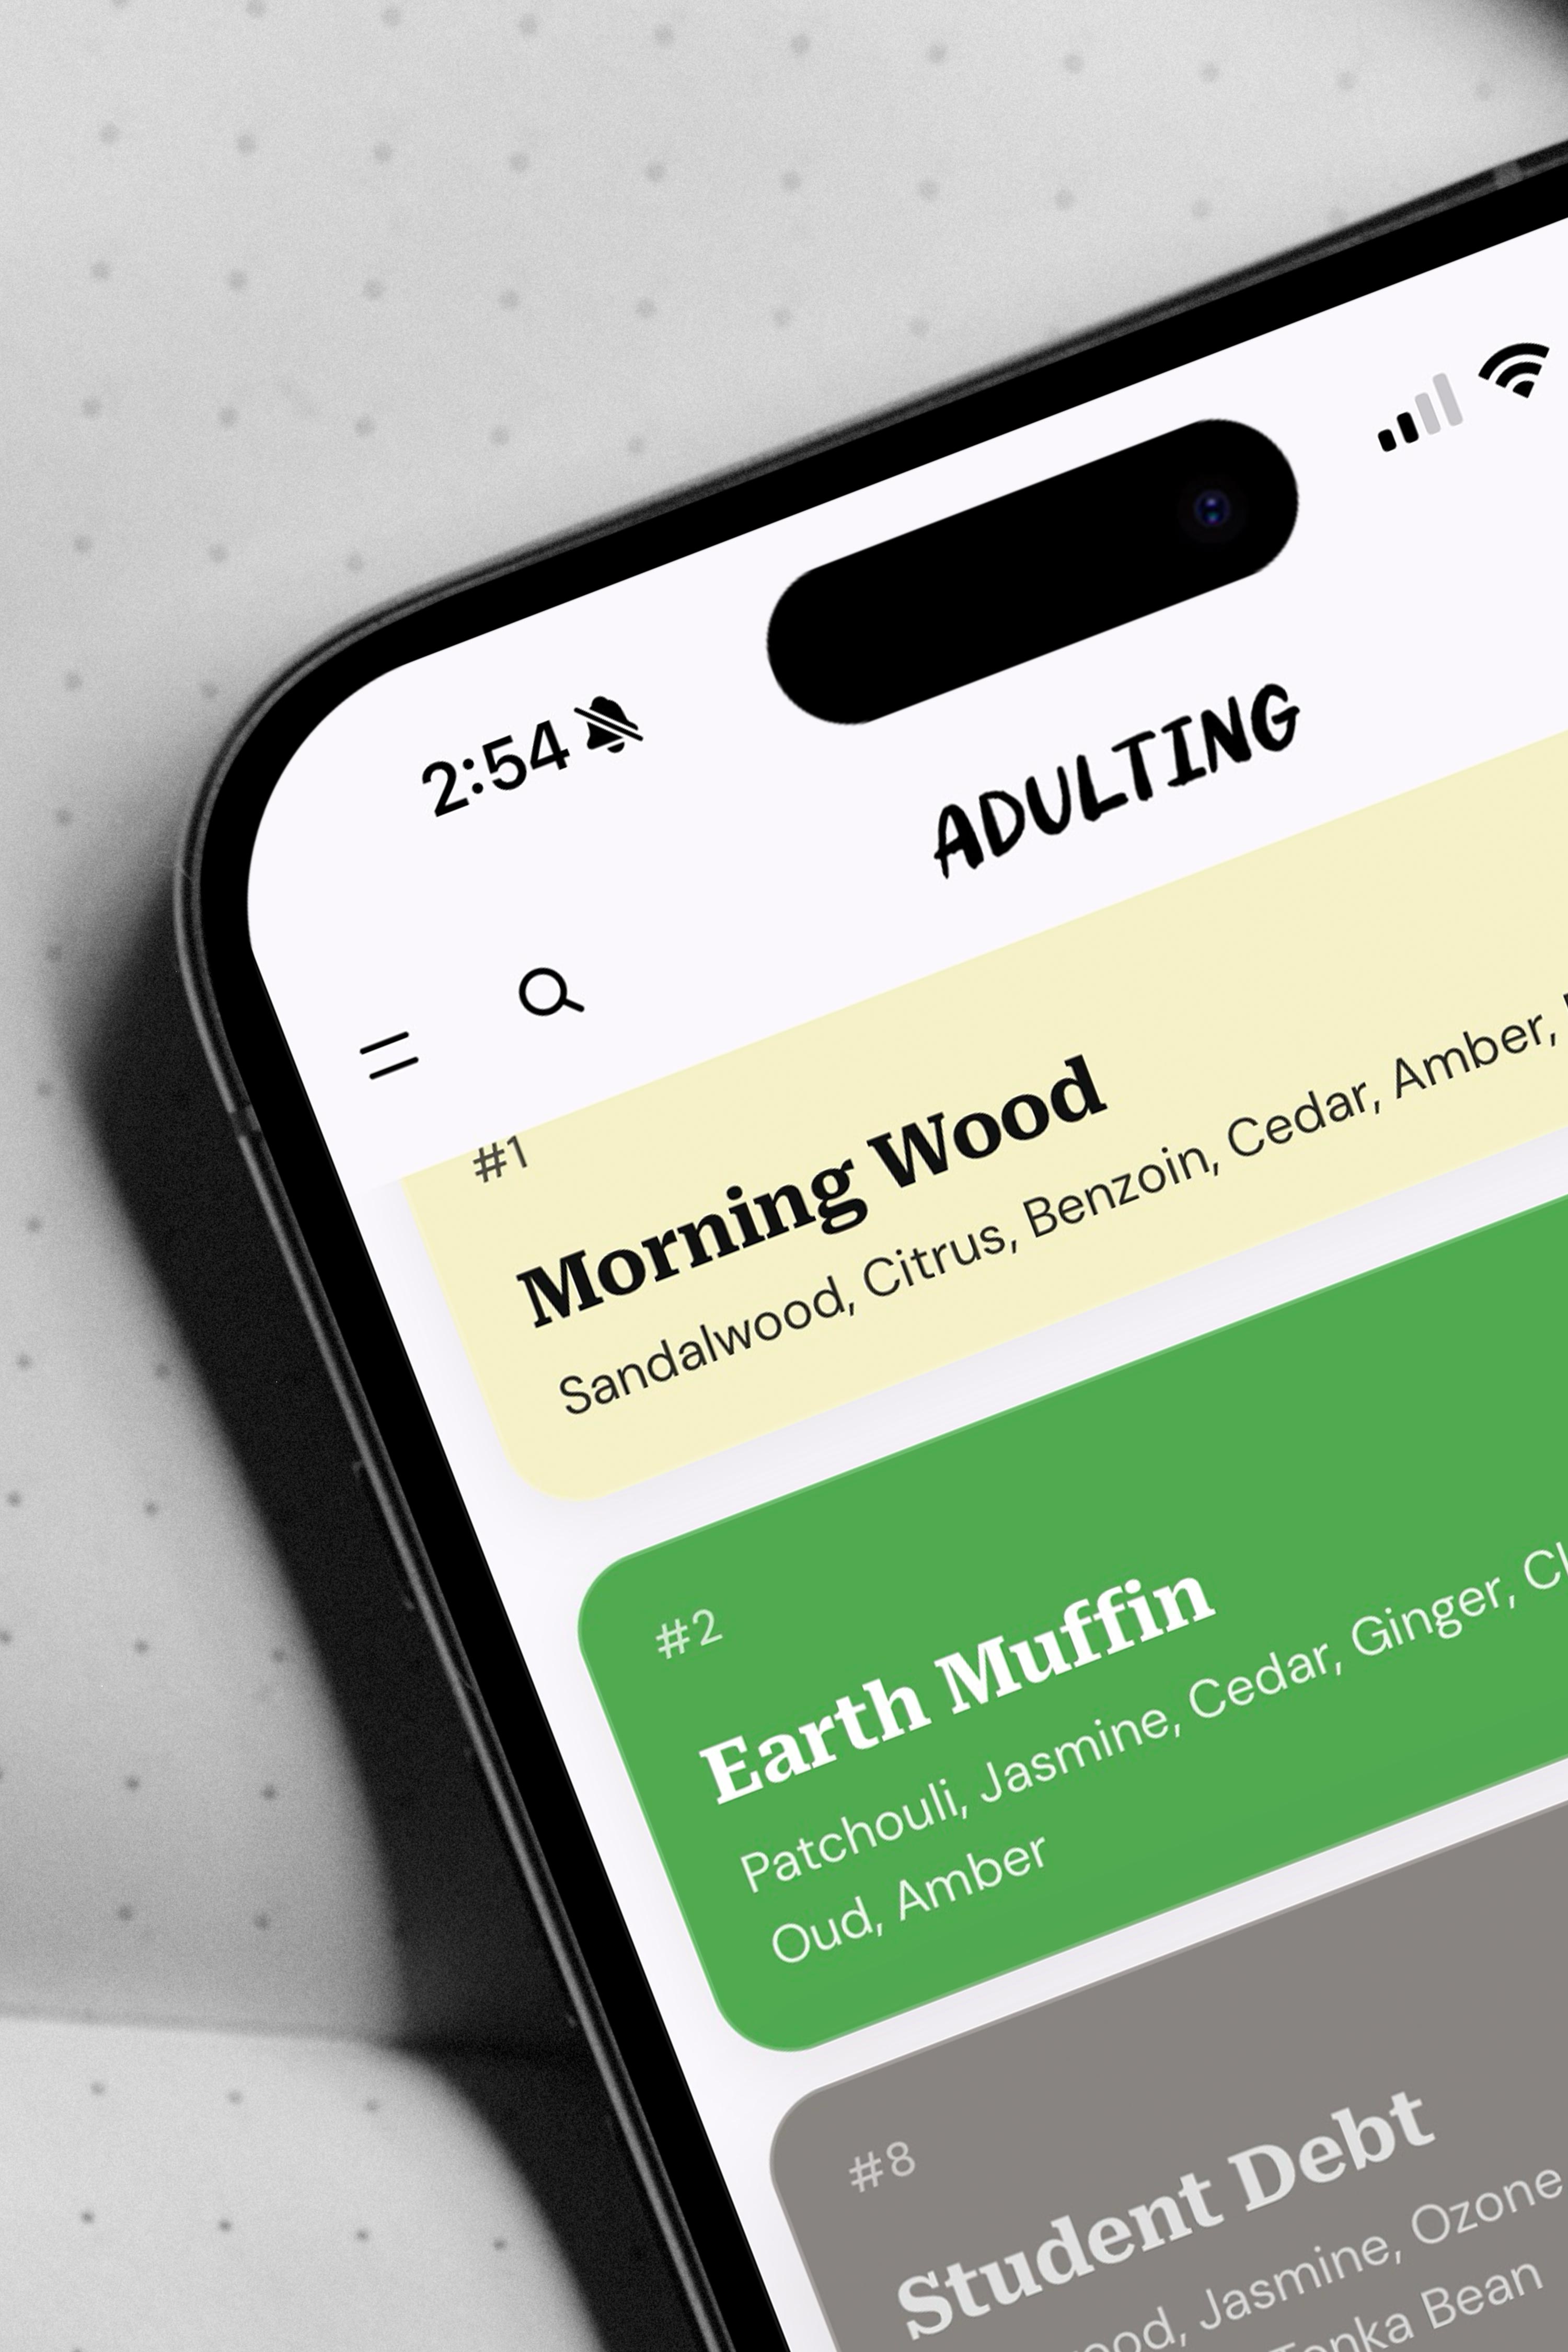 2:54
ADULTING
#1
Morning Wood
Sandalwood, Citrus, Benzoin, Cedar, Amber,
#2
Earth Muffin
Patchouli, Jasmine, Cedar, Ginger,
Oud, Amber
#8
Student Debt
Jasmine, Ozone
Tonka Bean